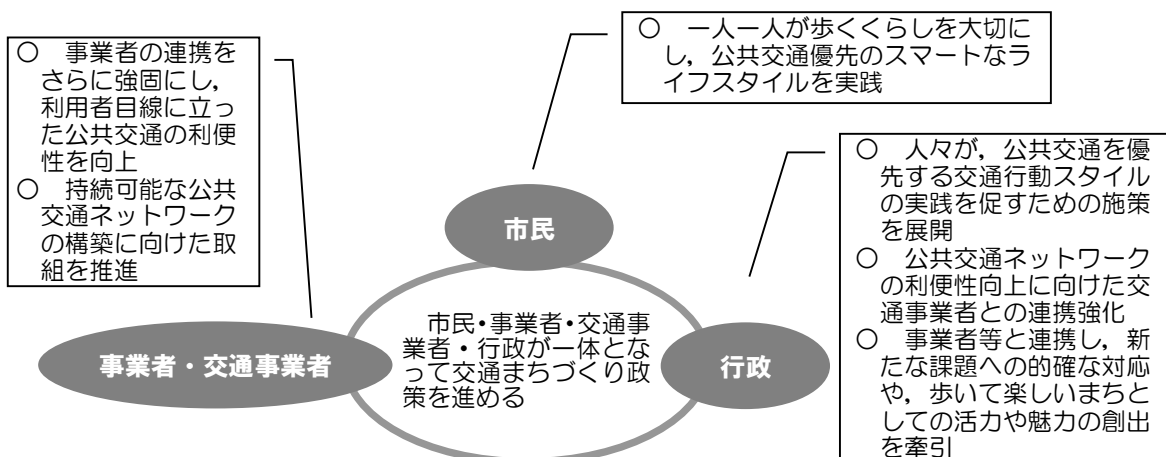 ○　事業者の連携を
さらに強固にし，
利用者目線に立っ
た公共交通の利便
性を向上
○　持続可能な公共
交通ネットワーク
の構築に向けた取
組を推進
○　一人一人が歩くくらしを大切に
し，公共交通優先のスマートなラ
イフスタイルを実践
○　人々が，公共交通を優
先する交通行動スタイル
の実践を促すための施策
を展開
○　公共交通ネットワーク
の利便性向上に向けた交
通事業者との連携強化
○　事業者等と連携し，新
たな課題への的確な対応
や，歩いて楽しいまちと
しての活力や魅力の創出
を牽引
市民
事業者・交通事業者
市民・事業者・交通事
業者・行政が一体とな
って交通まちづくり政
策を進める
行政